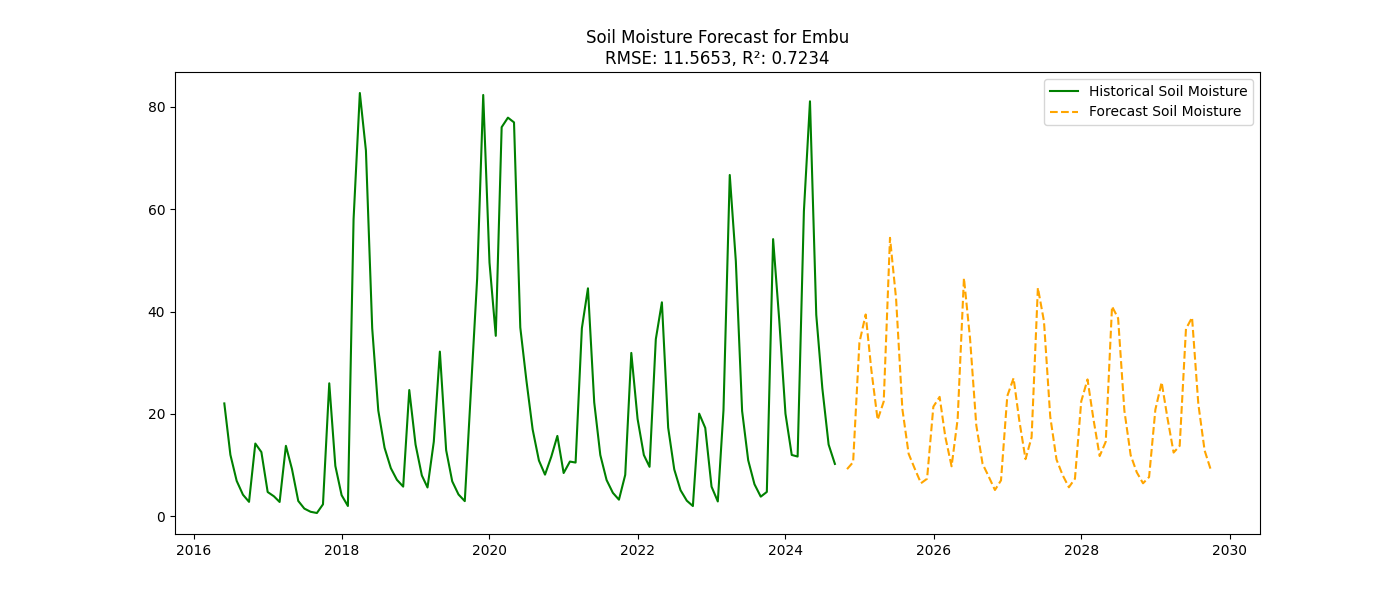 Soil Moisture Forecast for Embu
RMSE: 11.5653, R²: 0.7234
Historical Soil Moisture
Forecast Soil Moisture
80
60
40
20
0
2016 2018 2020 2022 2024 2026 2028 2030